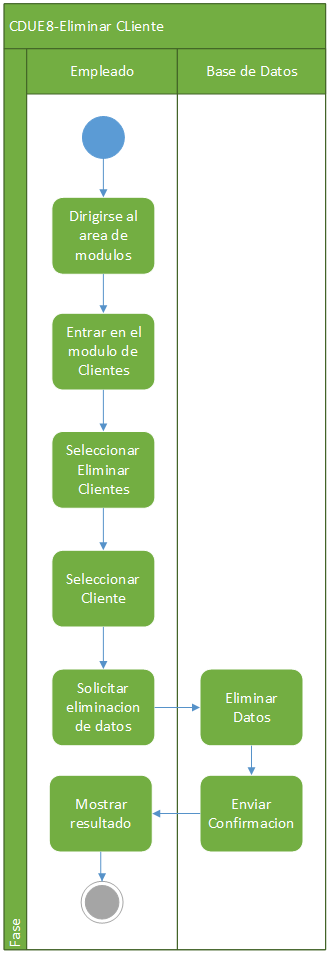 CDUE8-Eliminar CLiente
Empleado
Base de Datos
Dirigirse al
area de
modulos
Entrar en el
modulo de
Clientes
Seleccionar
Eliminar
Clientes
Seleccionar
Cliente
Solicitar
eliminacion
de datos
Eliminar
Datos
Enviar
Confirmacion
Mostrar
resultado
Fase